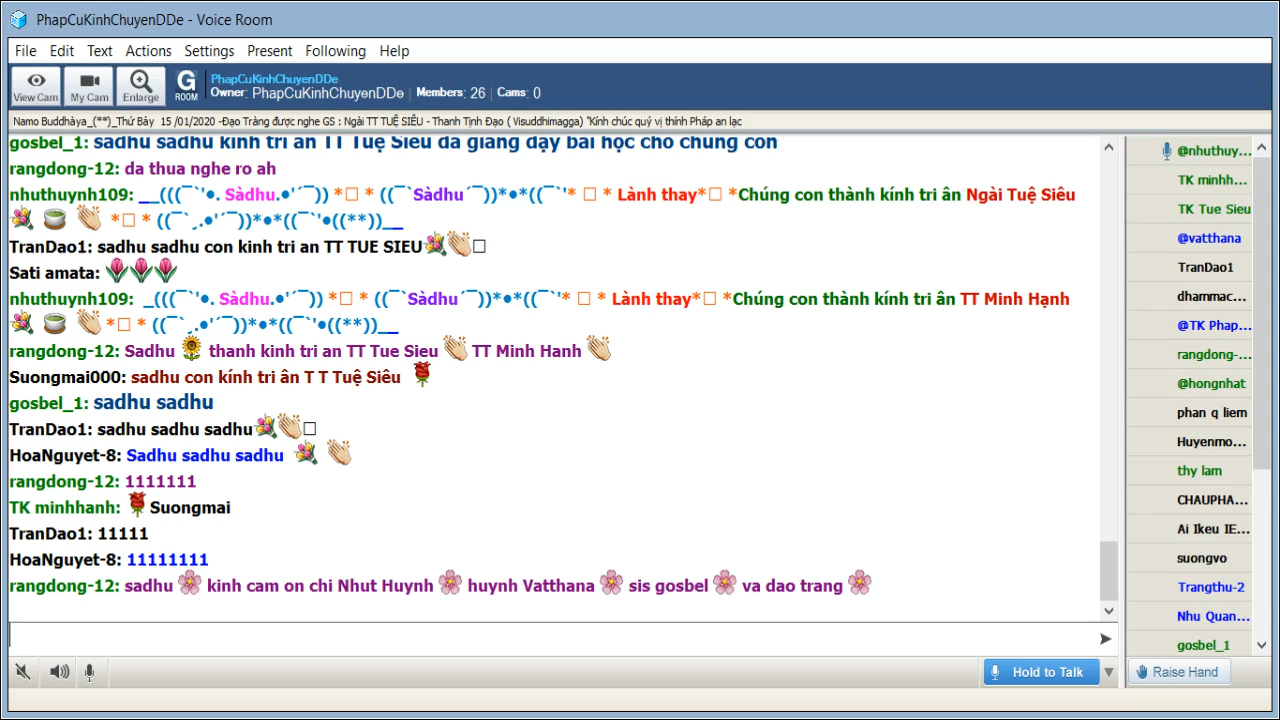 PhapCuKinhChuyenDDe - Voice Room
File Edit Text Actions Settings Present Following Help
View Cam My Cam Enlarge G ROOM PhapCuKinhChuyenDDe
Owner: PhapCuKinhChuyenDDe Members: 26 Cams: 0
Namo Buddhàya_(**)_Thứ Bảy 15 /01/2020 -Đạo Tràng được nghe GS : Ngài TT TUỆ SIÊU - Thanh Tịnh Đạo ( Visuddhimagga) "Kính chúc quý vị thính Pháp an lạc
gosbel_1: sadhu sadhu kính tri ân TT Tuệ Siêu đã giảng dạy bài học cho chúng con
rangdong-12: da thua nghe ro ah
nhuthuynh109: __(((¯`'•. Sàdhu.•'´¯)) *□ * ((¯`Sàdhu´¯))*•*((¯`'* □ * Lành thay*□ *Chúng con thành kính tri ân Ngài Tuệ Siêu
💐 🍵 👏 *□ * ((¯`¸.•'´¯))*•*((¯`'•((**))__
TranDao1: sadhu sadhu con kinh tri an TT TUE SIEU💐👏□
Sati amata: 🌷🌷🌷
nhuthuynh109: _(((¯`'•. Sàdhu.•'´¯)) *□ * ((¯`Sàdhu´¯))*•*((¯`'* □ * Lành thay*□ *Chúng con thành kính tri ân TT Minh Hạnh
💐 🍵 👏 *□ * ((¯`¸.•'´¯))*•*((¯`'•((**))__
rangdong-12: Sadhu 🌻 thanh kinh tri an TT Tue Sieu 👏 TT Minh Hanh 👏
Suongmai000: sadhu con kính tri ân T T Tuệ Siêu 🌹
gosbel_1: sadhu sadhu
TranDao1: sadhu sadhu sadhu💐👏□
HoaNguyet-8: Sadhu sadhu sadhu 💐 👏
rangdong-12: 1111111
TK minhhanh: 🌹Suongmai
TranDao1: 11111
HoaNguyet-8: 11111111
rangdong-12: sadhu 🌸 kinh cam on chi Nhut Huynh 🌸 huynh Vatthana 🌸 sis gosbel 🌸 va dao trang 🌸
@nhuthuy...
TK minhh...
TK Tue Sieu
@vatthana
TranDao1
dhammac...
@TK Phap...
rangdong-...
@hongnhat
phan q liem
Huyenmo...
thy lam
CHAUPHA...
Ai Ikeu IE...
suongvo
Trangthu-2
Nhu Quan...
gosbel_1
Hold to Talk
Raise Hand